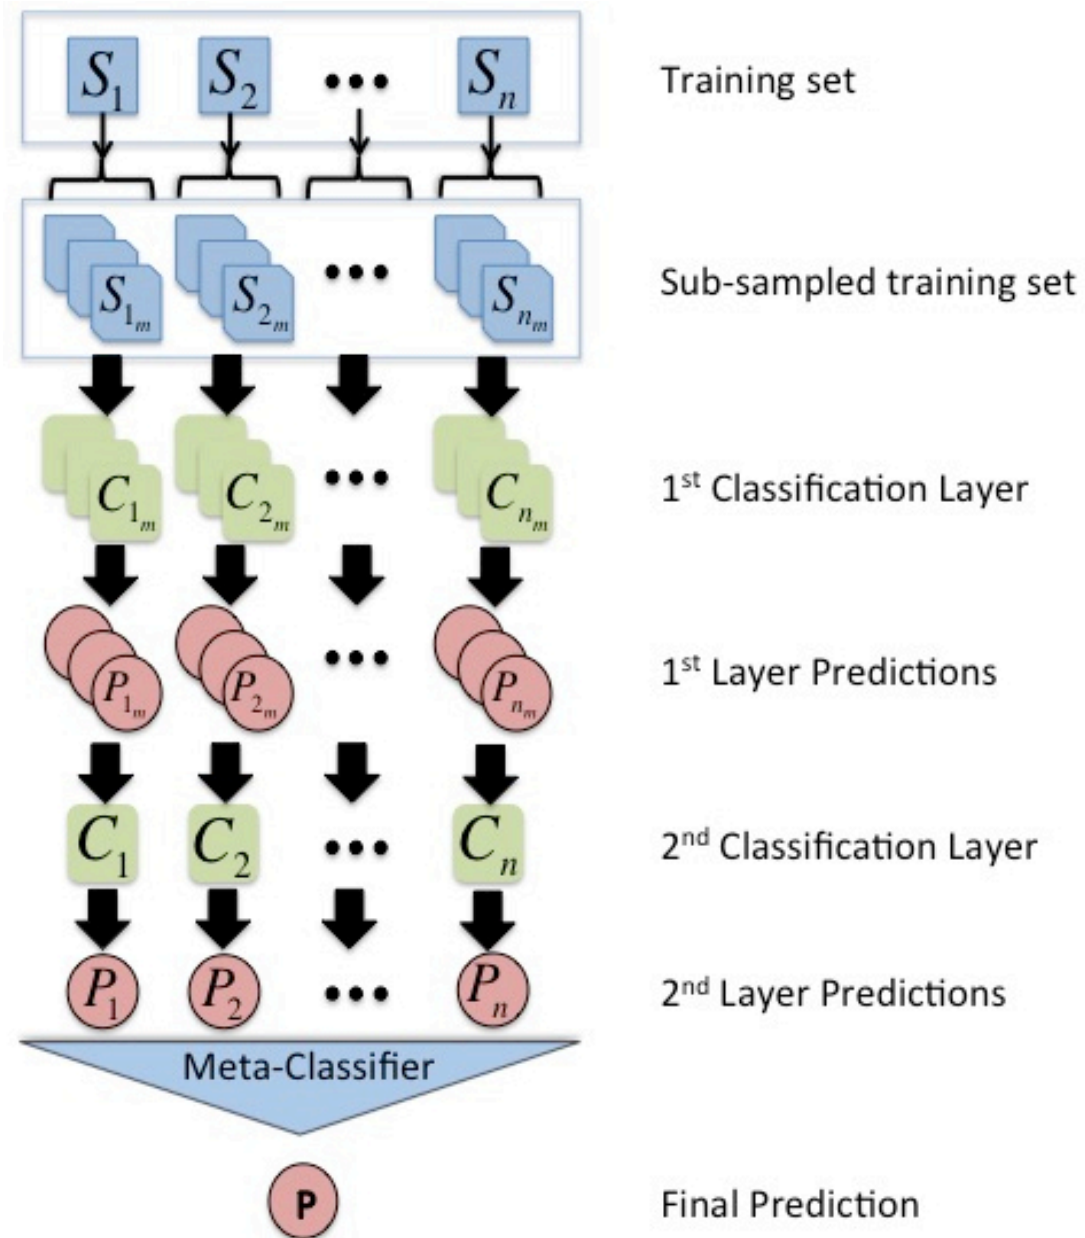 S₁ S₂ ••• Sₙ Training set
S₁ₘ S₂ₘ ••• Sₙₘ Sub-sampled training set
C₁ₘ C₂ₘ ••• Cₙₘ 1st Classification Layer
P₁ₘ P₂ₘ ••• Pₙₘ 1st Layer Predictions
C₁ C₂ ••• Cₙ 2nd Classification Layer
P₁ P₂ ••• Pₙ 2nd Layer Predictions
Meta-Classifier
P Final Prediction